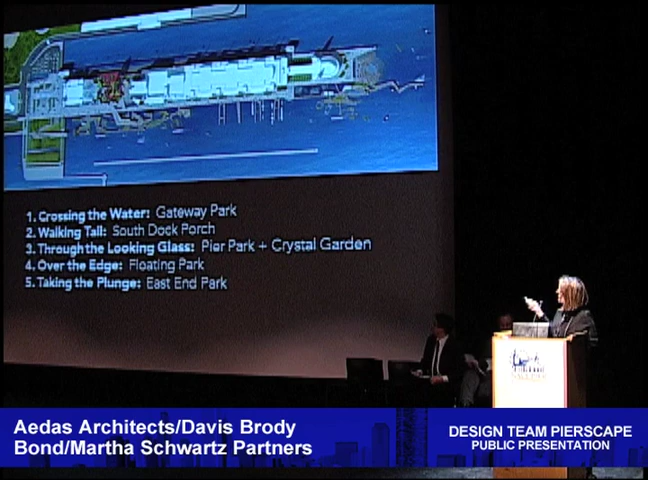 1. Crossing the Water: Gateway Park
2. Walking Tall: South Dock Porch
3. Through the Looking Glass: Pier Park + Crystal Garden
4. Over the Edge: Floating Park
5. Taking the Plunge: East End Park
Aedas Architects/Davis Brody
Bond/Martha Schwartz Partners
DESIGN TEAM PIERSCAPE
PUBLIC PRESENTATION